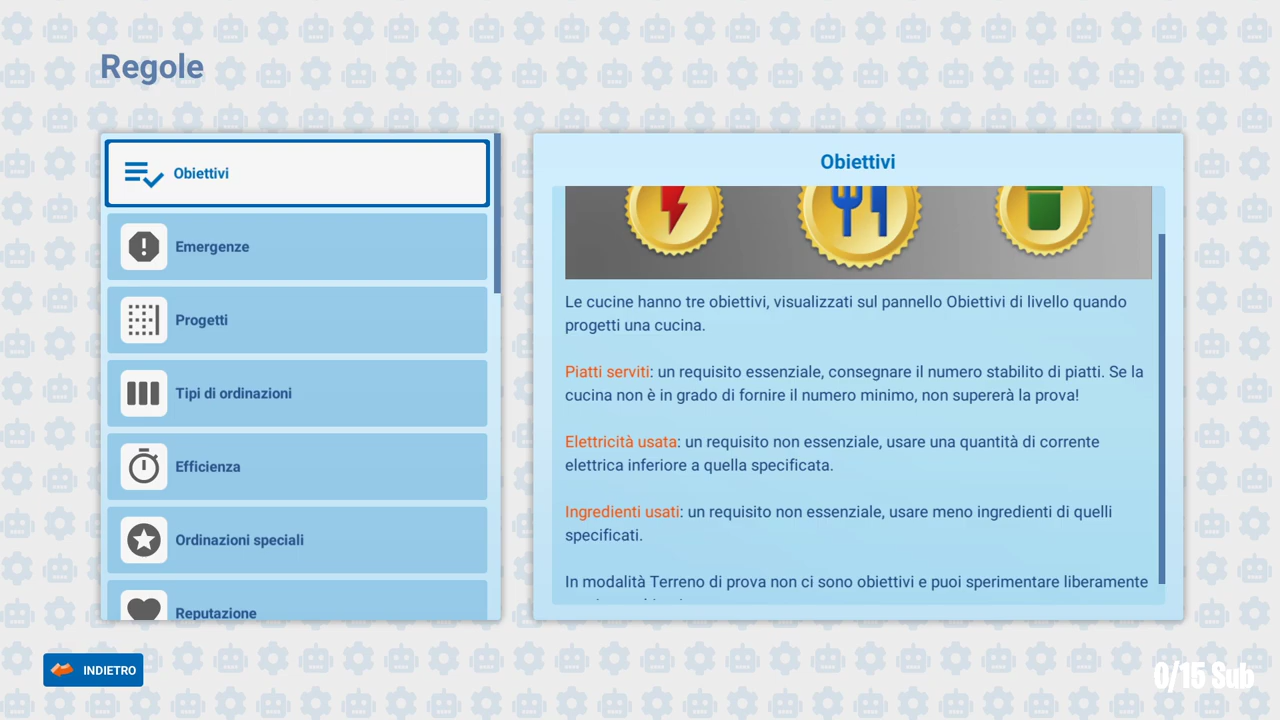 Regole
Obiettivi
Emergenze
Progetti
Tipi di ordinazioni
Efficienza
Ordinazioni speciali
Reputazione
Obiettivi
Le cucine hanno tre obiettivi, visualizzati sul pannello Obiettivi di livello quando
progetti una cucina.
Piatti serviti: un requisito essenziale, consegnare il numero stabilito di piatti. Se la
cucina non è in grado di fornire il numero minimo, non supererà la prova!
Elettricità usata: un requisito non essenziale, usare una quantità di corrente
elettrica inferiore a quella specificata.
Ingredienti usati: un requisito non essenziale, usare meno ingredienti di quelli
specificati.
In modalità Terreno di prova non ci sono obiettivi e puoi sperimentare liberamente
INDIETRO
0/15 Sub